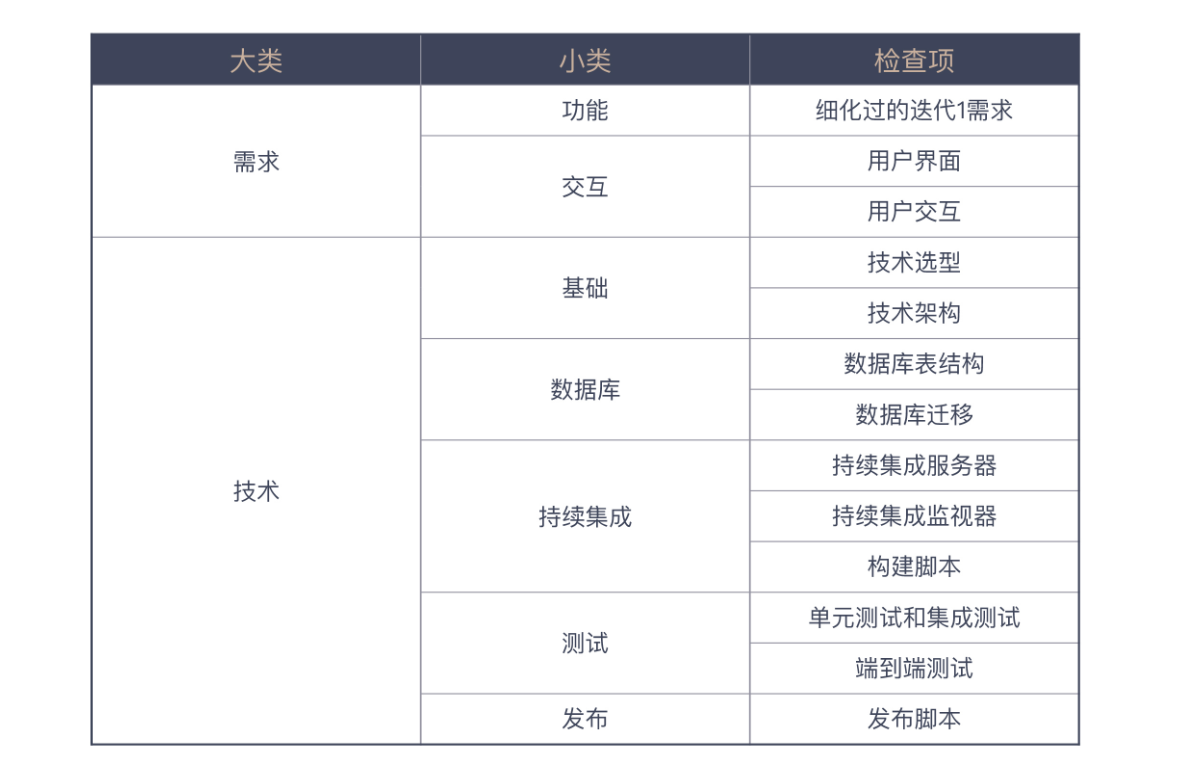 大类 小类 检查项
需求
功能 细化过的迭代1需求
交互 用户界面
用户交互
技术
基础 技术选型
技术架构
数据库 数据库表结构
数据库迁移
持续集成 持续集成服务器
持续集成监视器
构建脚本
测试 单元测试和集成测试
端到端测试
发布 发布脚本